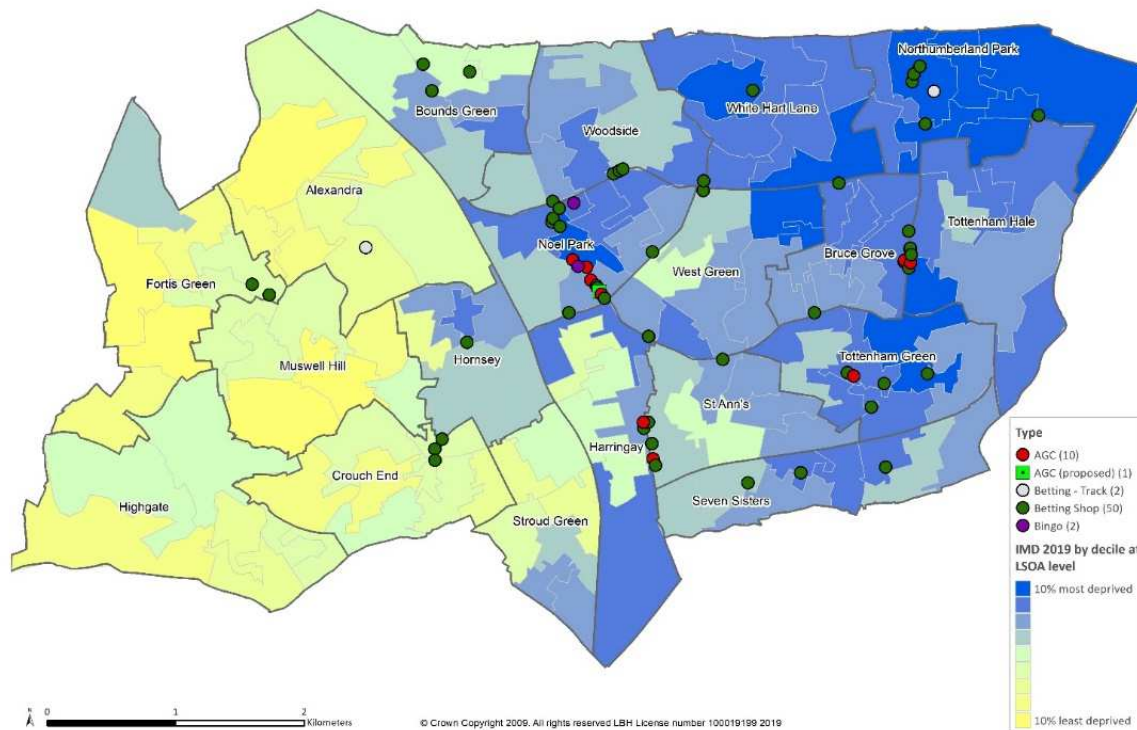 Northumberland Park
White Hart Lane
Bounds Green
Woodside
Alexandra
Tottenham Hale
Noel Park
Bruce Grove
West Green
Fortis Green
Hornsey
Tottenham Green
Muswell Hill
St Ann's
Harringay
Crouch End
Highgate
Seven Sisters
Stroud Green
Type
AGC (10)
AGC (proposed) (1)
Betting - Track (2)
Betting Shop (50)
Bingo (2)
IMD 2019 by decile at
LSOA level
10% most deprived
10% least deprived
N
0 1 2
Kilometers
© Crown Copyright 2009. All rights reserved LBH License number 100019199 2019